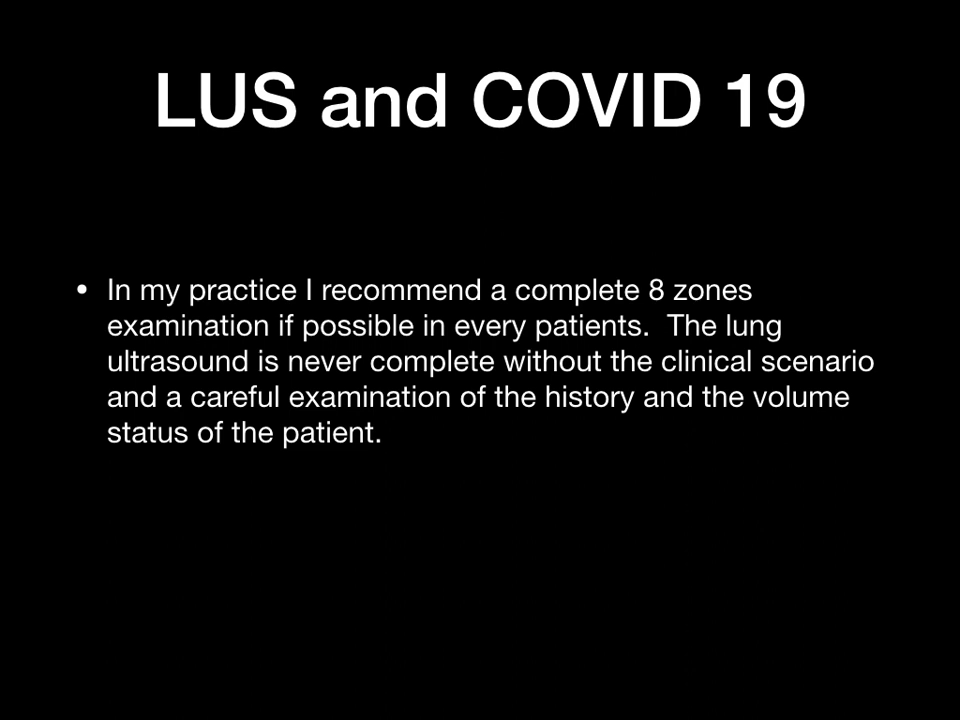 LUS and COVID 19
• In my practice I recommend a complete 8 zones
examination if possible in every patients.  The lung
ultrasound is never complete without the clinical scenario
and a careful examination of the history and the volume
status of the patient.